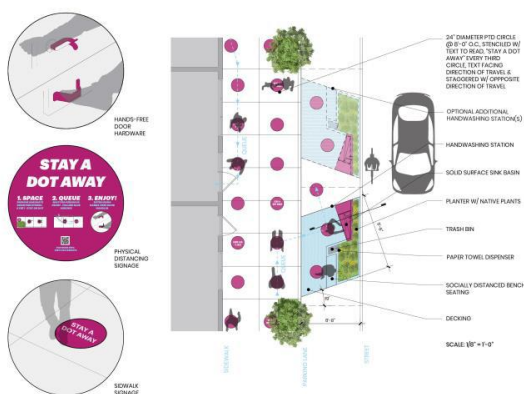 HANDS-FREE
DOOR
HARDWARE
STAY A
DOT AWAY
1. SPACE
2. QUEUE
3. ENJOY!
PHYSICAL
DISTANCING
SIGNAGE
STAY A
DOT AWAY
SIDWALK
SIGNAGE
QUEUE
QUEUE
8'-0"
SIDEWALK
PARKING LANE
STREET
24" DIAMETER PTD CIRCLE
@ 8'-0" O.C., STENCILED W/
TEXT TO READ, "STAY A DOT
AWAY" EVERY THIRD
CIRCLE, TEXT FACING
DIRECTION OF TRAVEL &
STAGGERED W/ OPPPOSITE
DIRECTION OF TRAVEL
OPTIONAL ADDITIONAL
HANDWASHING STATION(S)
HANDWASHING STATION
SOLID SURFACE SINK BASIN
PLANTER W/ NATIVE PLANTS
TRASH BIN
PAPER TOWEL DISPENSER
SOCIALLY DISTANCED BENCH
SEATING
DECKING
SCALE: 1/8" = 1'-0"